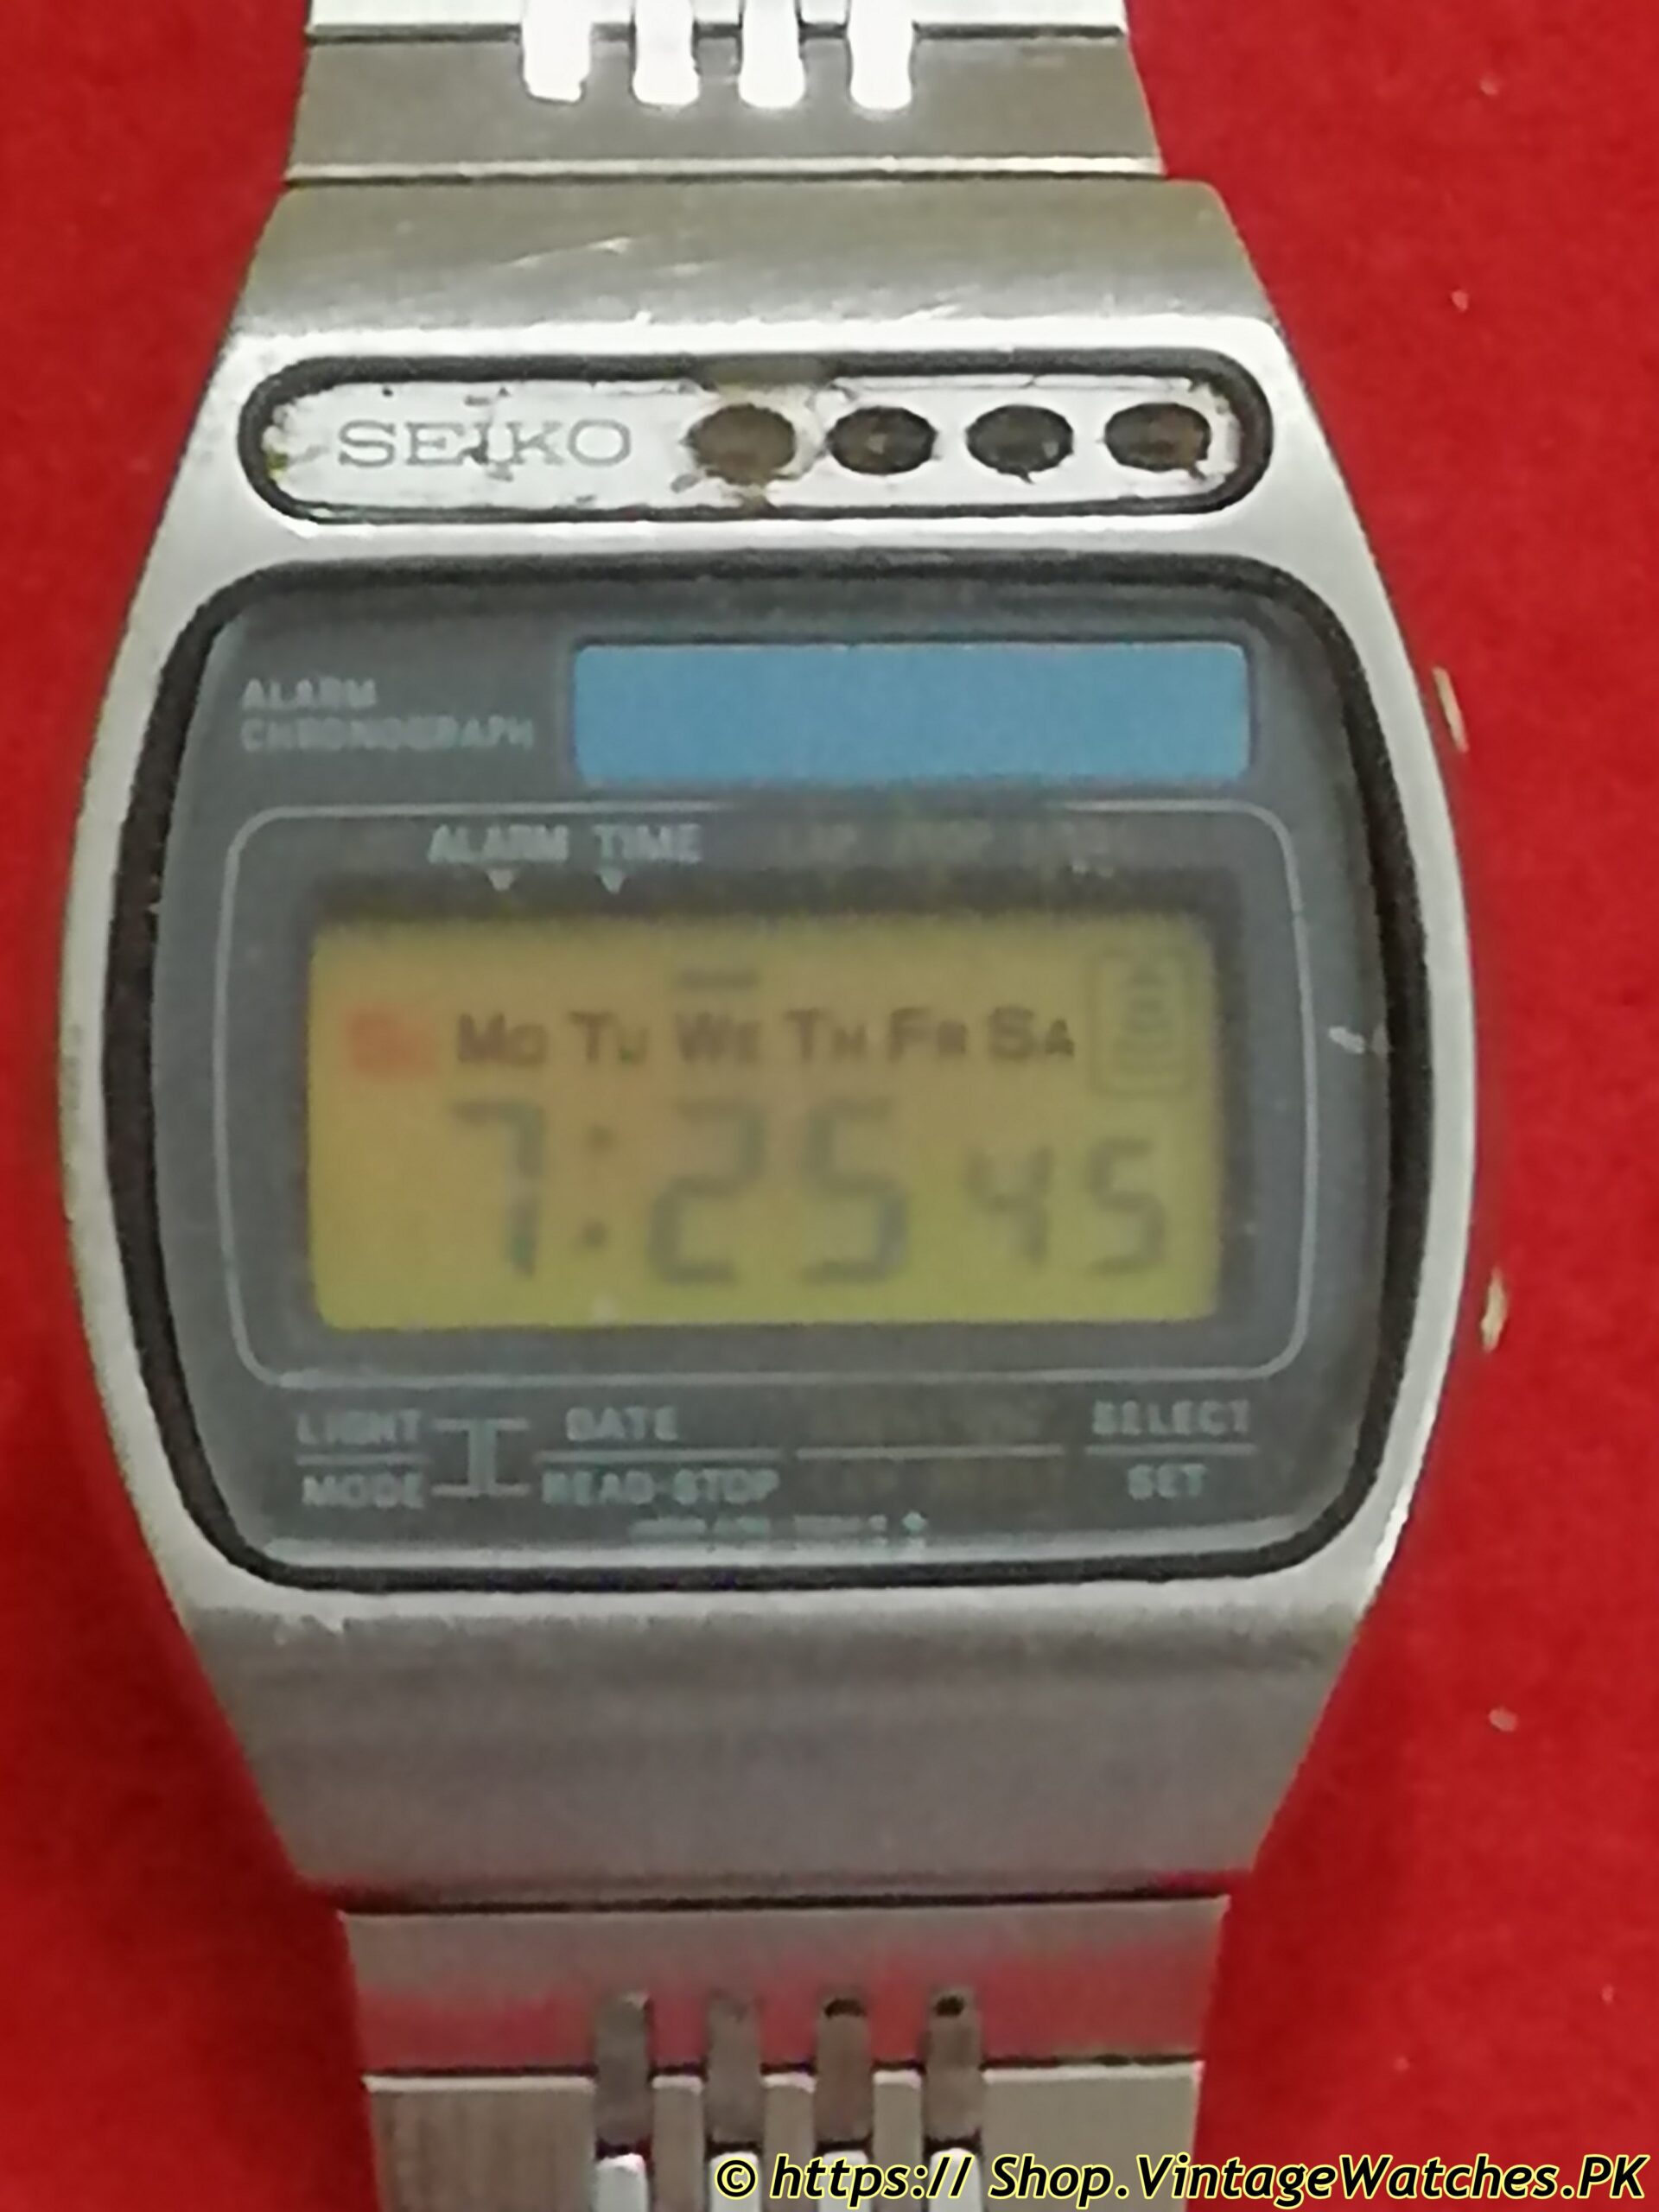 SEIKO
ALARM
CHRONOGRAPH
ALARM TIME
SU MO TU WE TH FR SA
7:25 45
LIGHT DATE SELECT
MODE READ-STOP SET
© https:// Shop.VintageWatches.PK